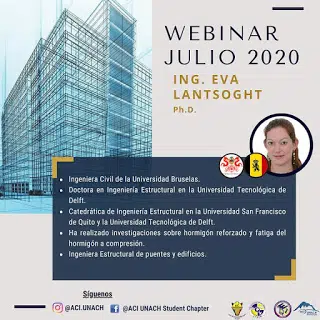 WEBINAR
JULIO 2020
ING. EVA
LANTSOGHT
Ph.D.
• Ingeniera Civil de la Universidad Bruselas.
• Doctora en Ingeniería Estructural en la Universidad Tecnológica de
Delft.
• Catedrática de Ingeniería Estructural en la Universidad San Francisco
de Quito y la Universidad Tecnológica de Delft.
• Ha realizado investigaciones sobre hormigón reforzado y fatiga del
hormigón a compresión.
• Ingeniera Estructural de puentes y edificios.
Síguenos
@ACI.UNACH
@ACI UNACH Student Chapter